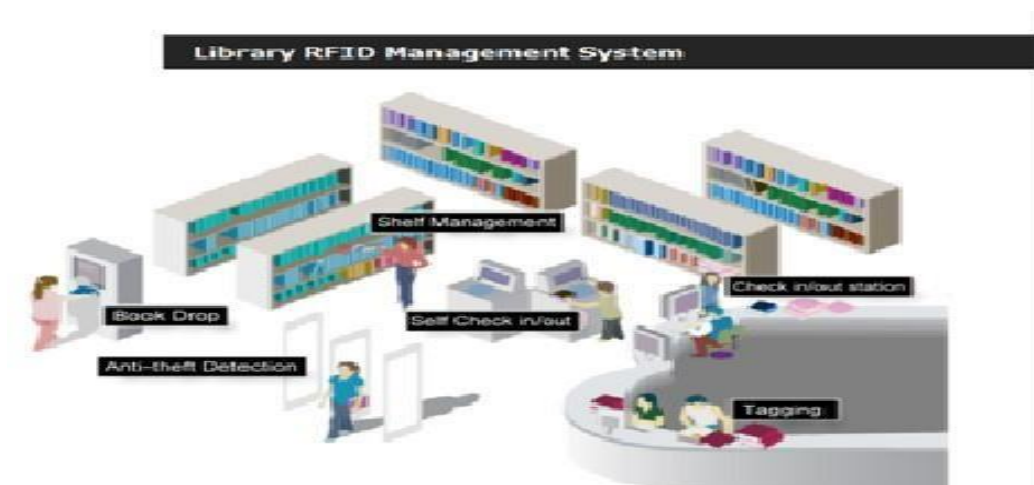 Library RFID Management System
Shelf Management
Check in/out station
Book Drop
Self Check in/out
Anti-theft Detection
Tagging